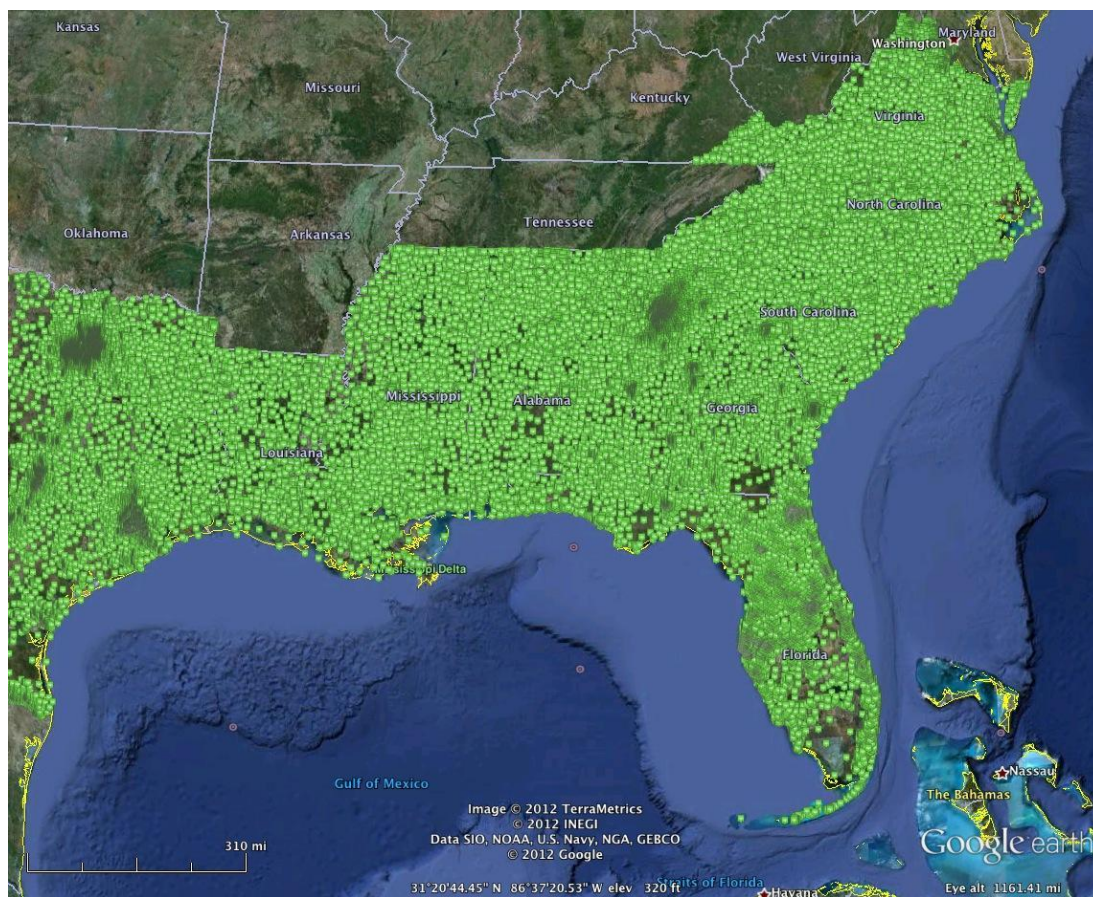 Kansas
Maryland
Washington
West Virginia
Missouri
Kentucky
Virginia
North Carolina
Tennessee
Oklahoma
Arkansas
South Carolina
Mississippi
Alabama
Georgia
Louisiana
Mississippi Delta
Florida
Nassau
Gulf of Mexico
The Bahamas
Image © 2012 TerraMetrics
© 2012 INEGI
Data SIO, NOAA, U.S. Navy, NGA, GEBCO
© 2012 Google
Google earth
310 mi
31°20'44.45" N 86°37'20.53" W elev 320 ft
Straits of Florida
Eye alt 1161.41 mi
Havana